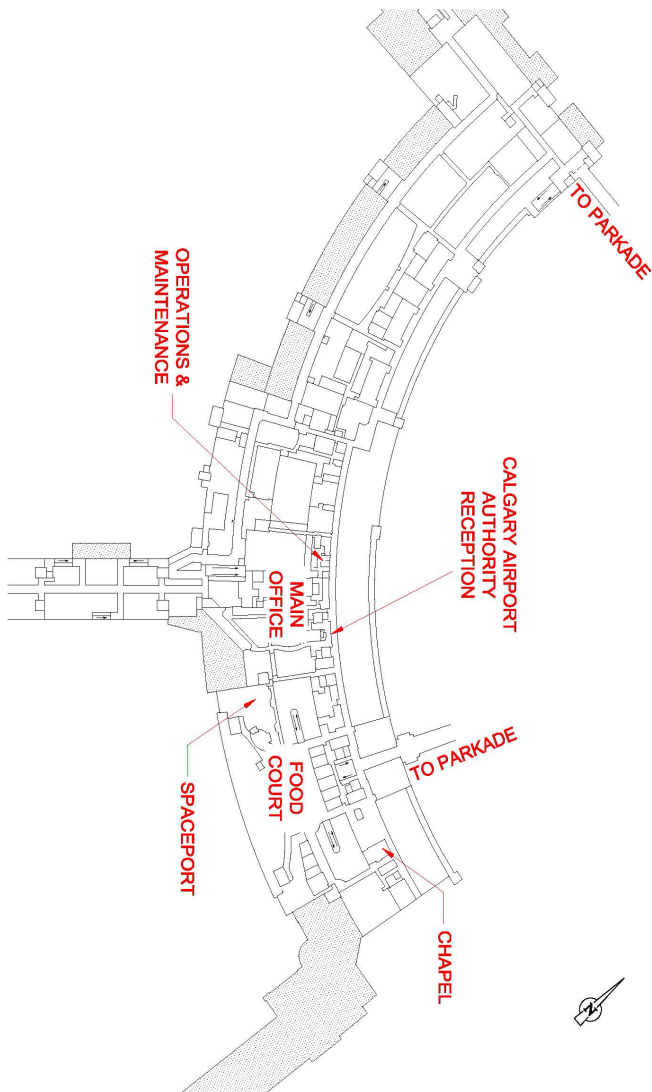 TO PARKADE
OPERATIONS &
MAINTENANCE
CALGARY AIRPORT
AUTHORITY
RECEPTION
MAIN
OFFICE
TO PARKADE
FOOD
COURT
SPACEPORT
CHAPEL
N